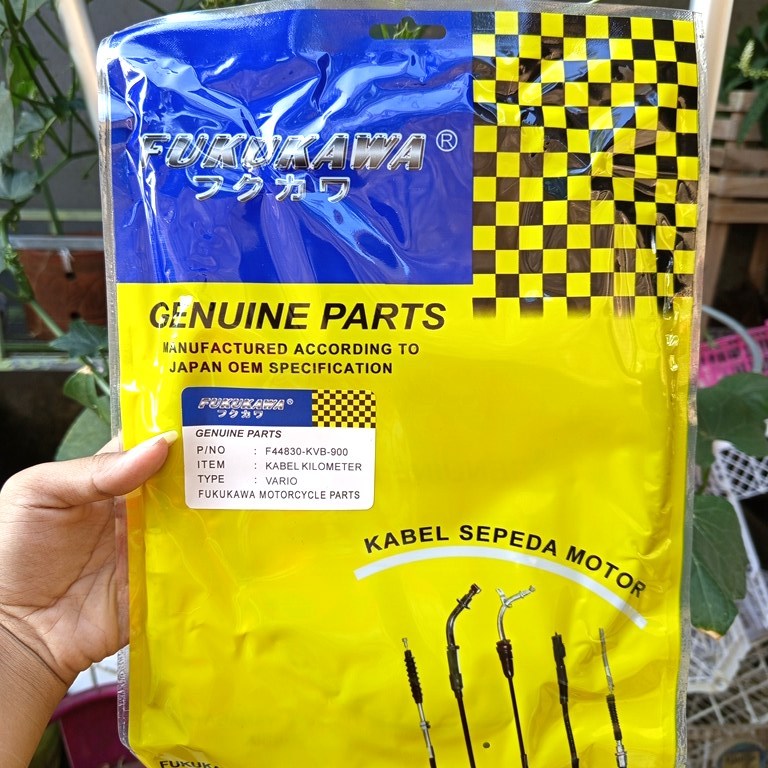 FUKUKAWA ®
フクカワ
GENUINE PARTS
MANUFACTURED ACCORDING TO
JAPAN OEM SPECIFICATION
FUKUKAWA ®
フクカワ
GENUINE PARTS
P/NO : F44830-KVB-900
ITEM : KABEL KILOMETER
TYPE : VARIO
FUKUKAWA MOTORCYCLE PARTS
KABEL SEPEDA MOTOR